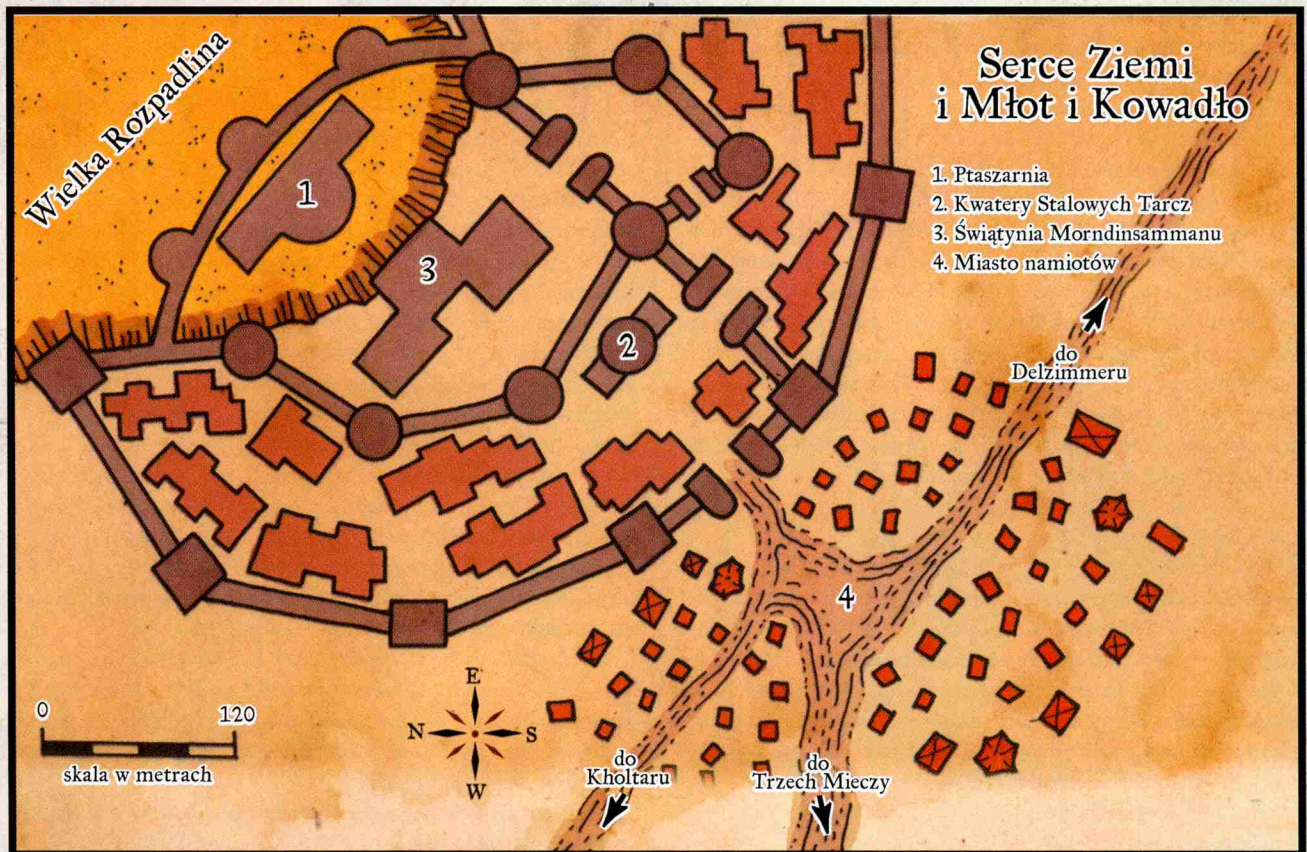 Serce Ziemi
i Młot i Kowadło
1. Ptaszarnia
2. Kwatery Stalowych Tarcz
3. Świątynia Morndinsammanu
4. Miasto namiotów
Wielka Rozpadlina
1
3
2
do
Delzimmeru
4
0 120
skala w metrach
E
N S
W
do
Kholtaru
do
Trzech Mieczy